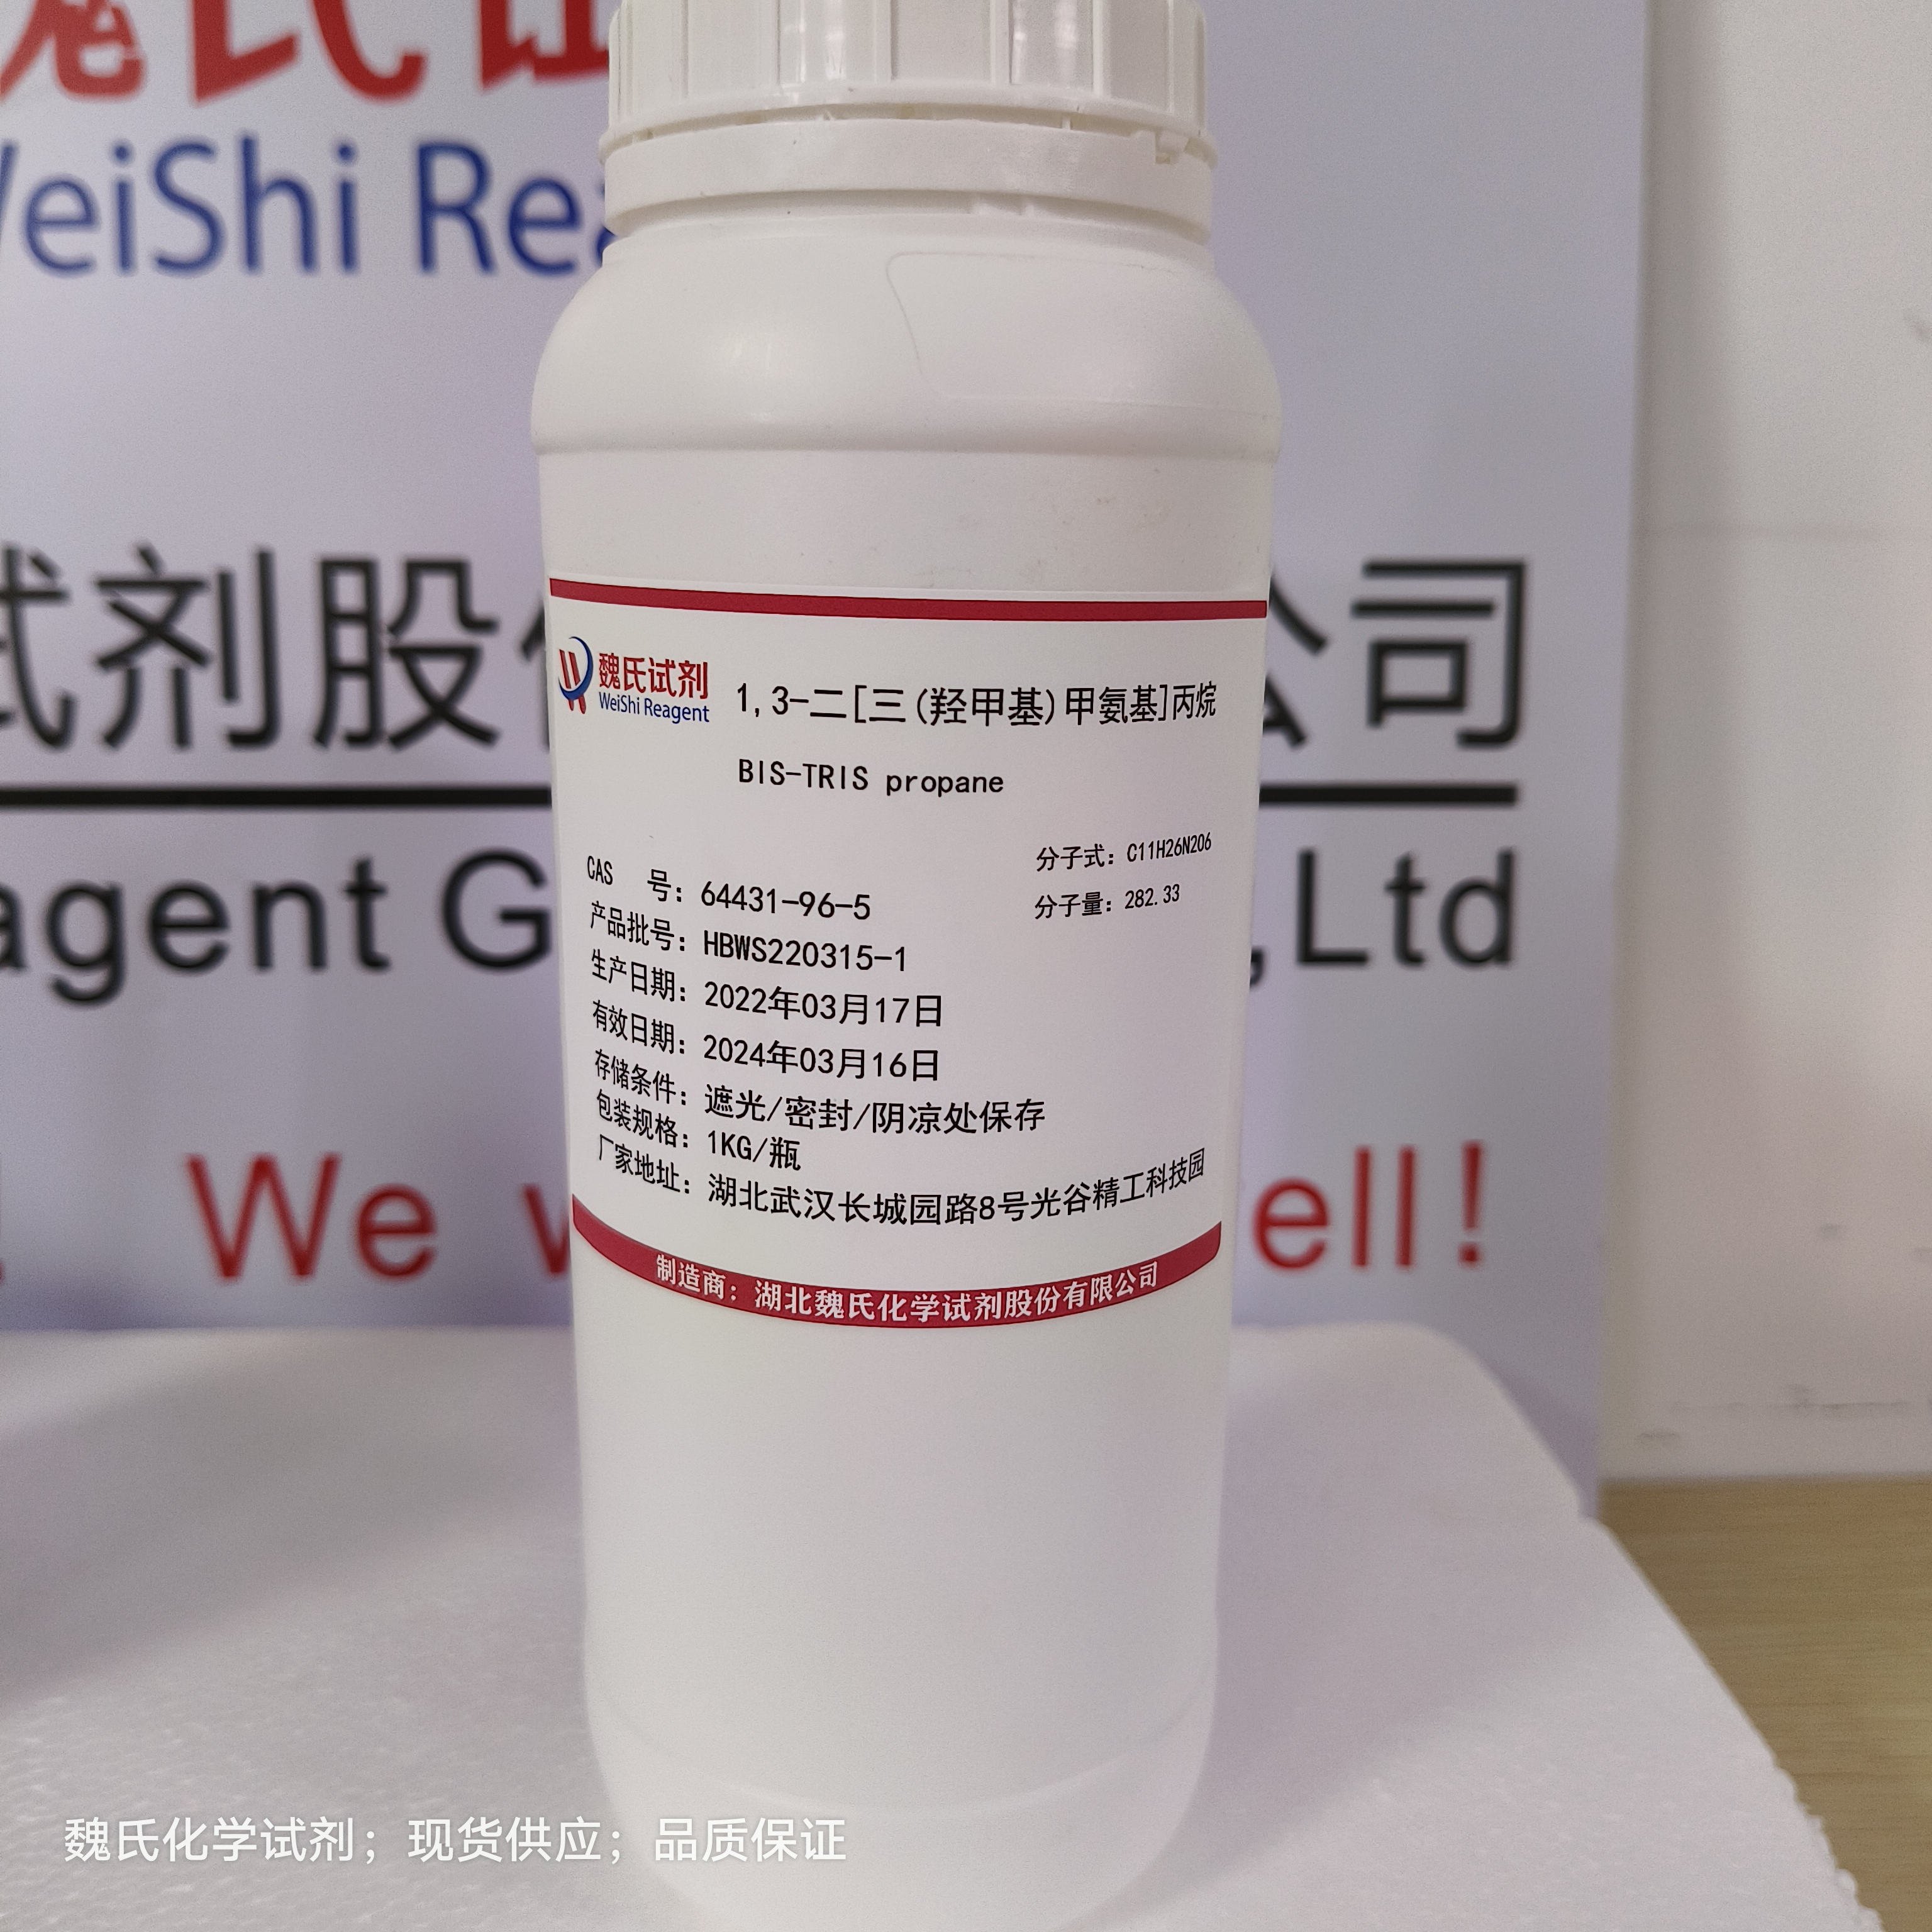 魏氏试
WeiShi Rea
试剂股份
公司
agent G
,Ltd
We w
ell!
魏氏试剂
WeiShi Reagent
1,3-二[三(羟甲基)甲氨基]丙烷
BIS-TRIS propane
分子式：C11H26N2O6
分子量：282.33
CAS 号：64431-96-5
产品批号：HBWS220315-1
生产日期：2022年03月17日
有效日期：2024年03月16日
存储条件：遮光/密封/阴凉处保存
包装规格：1KG/瓶
厂家地址：湖北武汉长城园路8号光谷精工科技园
制造商：湖北魏氏化学试剂股份有限公司
魏氏化学试剂；现货供应；品质保证